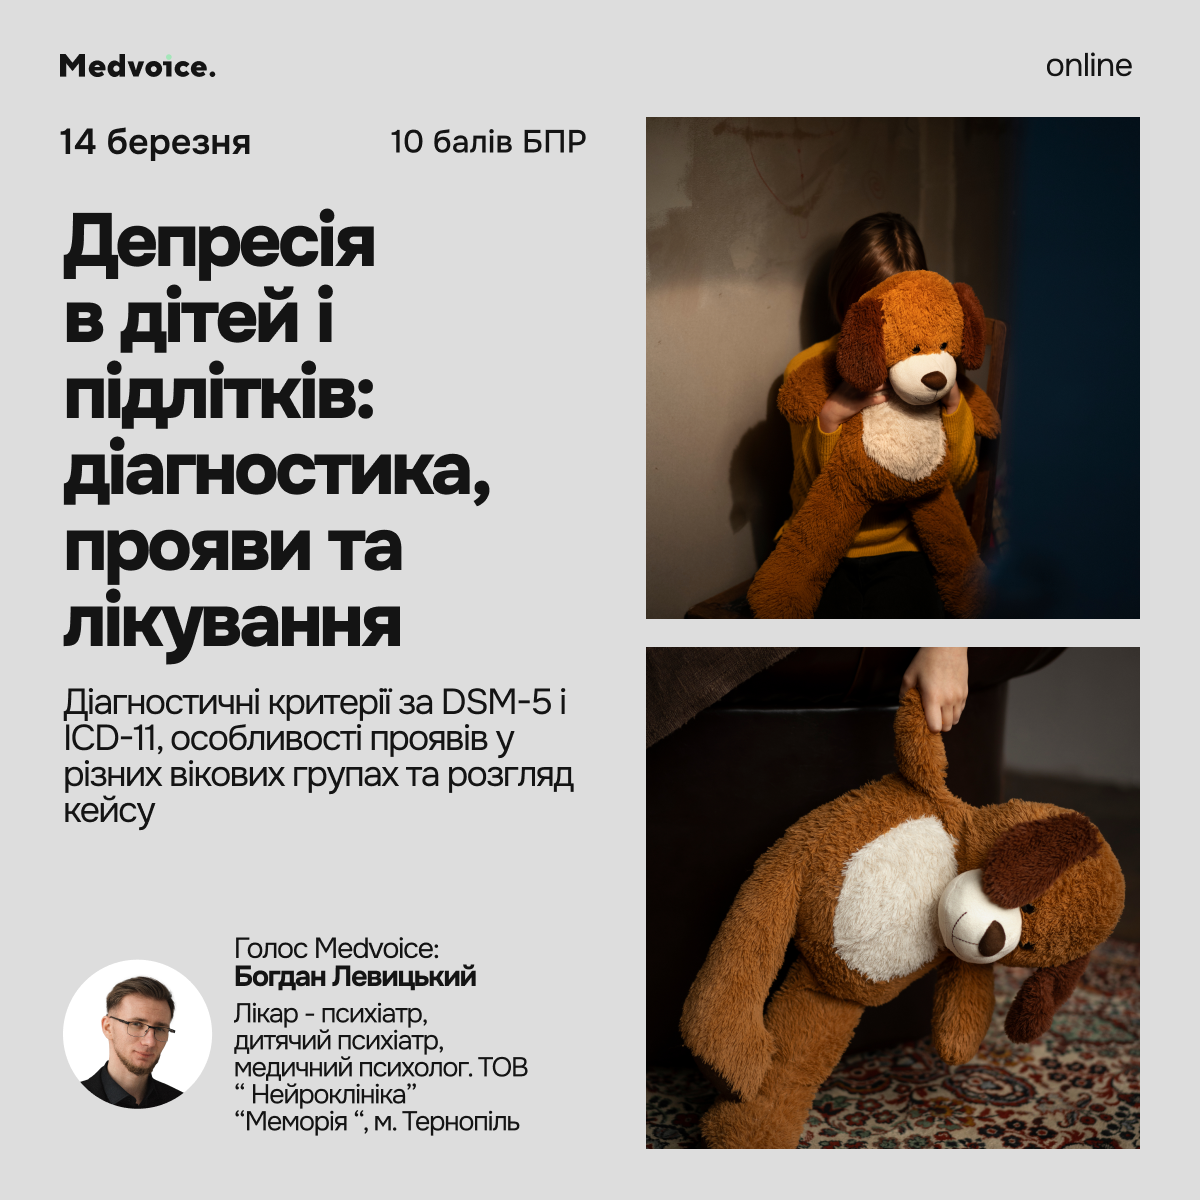 Medvoice.
online
14 березня
10 балів БПР
Депресія
в дітей і
підлітків:
діагностика,
прояви та
лікування
Діагностичні критерії за DSM-5 і
ICD-11, особливості проявів у
різних вікових групах та розгляд
кейсу
Голос Medvoice:
Богдан Левицький
Лікар - психіатр,
дитячий психіатр,
медичний психолог. ТОВ
“ Нейроклініка”
“Меморія “, м. Тернопіль